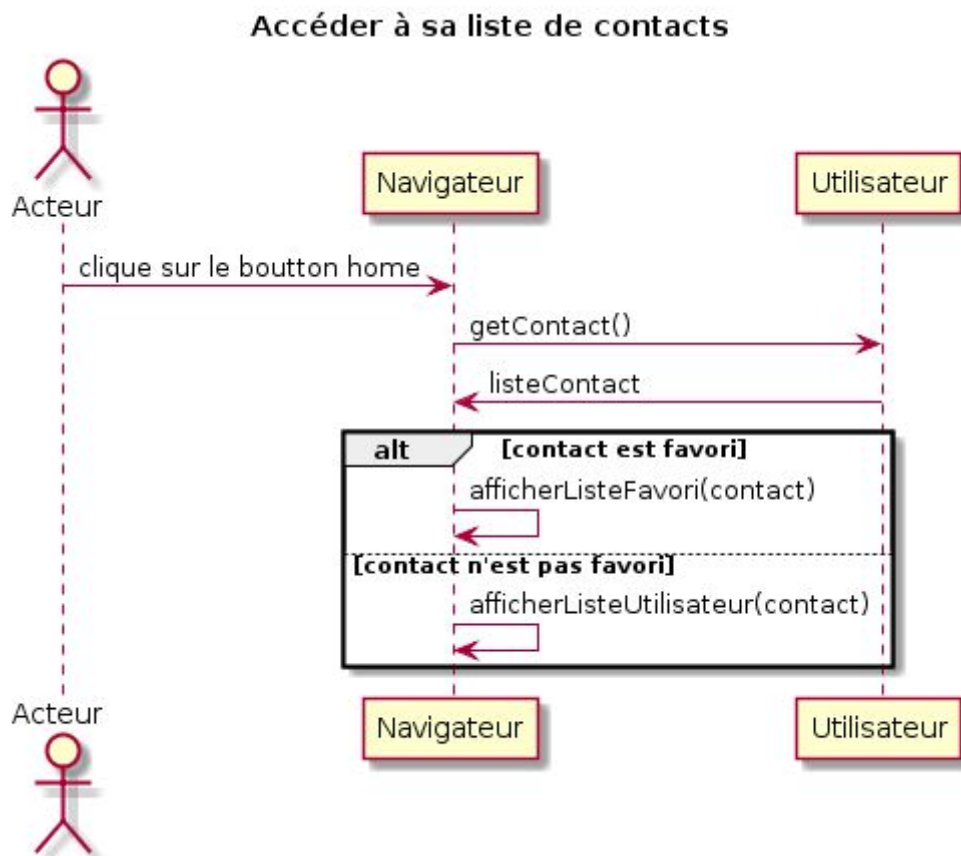 Accéder à sa liste de contacts
Acteur
Navigateur
Utilisateur
clique sur le boutton home
getContact()
listeContact
alt
[contact est favori]
afficherListeFavori(contact)
[contact n'est pas favori]
afficherListeUtilisateur(contact)
Acteur
Navigateur
Utilisateur